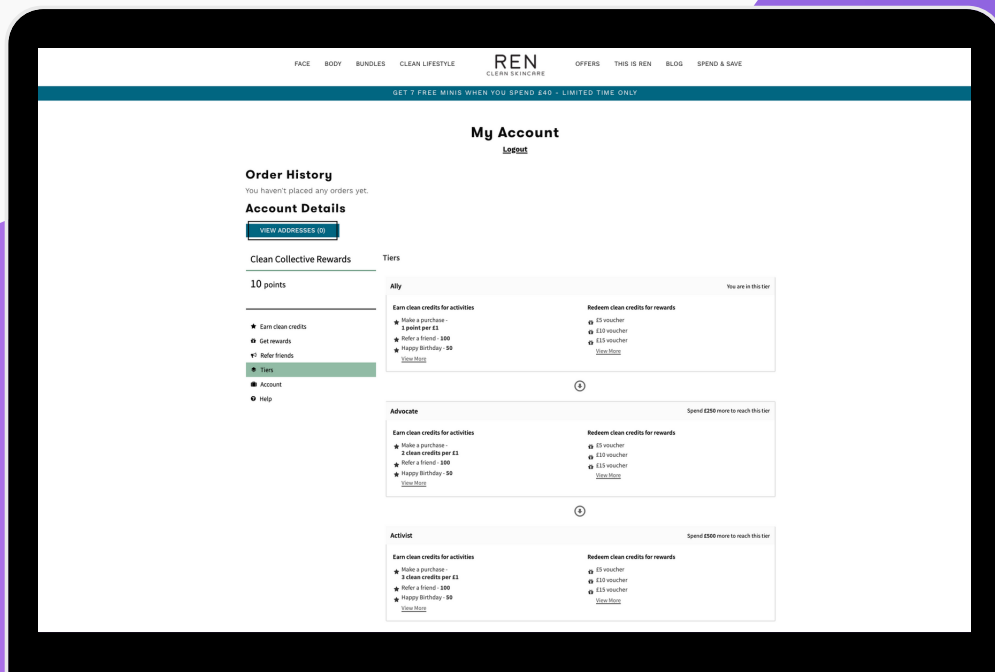 FACE BODY BUNDLES CLEAN LIFESTYLE REN CLEAN SKINCARE OFFERS THIS IS REN BLOG SPEND & SAVE
GET 7 FREE MINIS WHEN YOU SPEND £40 - LIMITED TIME ONLY
My Account
Logout
Order History
You haven't placed any orders yet.
Account Details
VIEW ADDRESSES (0)
Clean Collective Rewards
10 points
Earn clean credits
Get rewards
Refer friends
Tiers
Account
Help
Tiers
Ally
You are in this tier
Earn clean credits for activities
Make a purchase -
1 point per £1
Refer a friend - 100
Happy Birthday - 50
View More
Redeem clean credits for rewards
£5 voucher
£10 voucher
£15 voucher
View More
Advocate
Spend £250 more to reach this tier
Earn clean credits for activities
Make a purchase -
2 clean credits per £1
Refer a friend - 100
Happy Birthday - 50
View More
Redeem clean credits for rewards
£5 voucher
£10 voucher
£15 voucher
View More
Activist
Spend £500 more to reach this tier
Earn clean credits for activities
Make a purchase -
3 clean credits per £1
Refer a friend - 100
Happy Birthday - 50
View More
Redeem clean credits for rewards
£5 voucher
£10 voucher
£15 voucher
View More